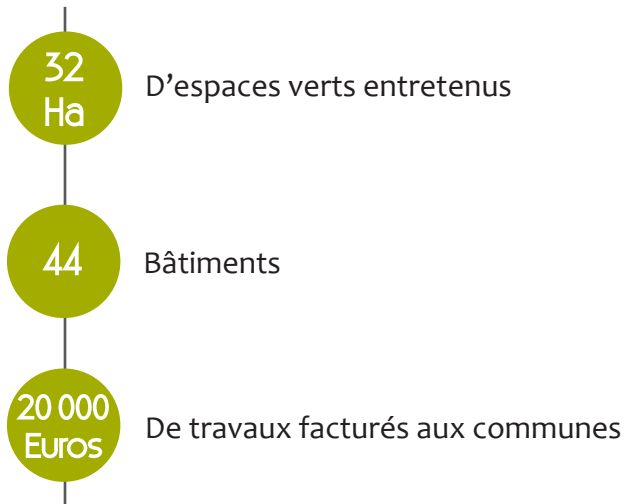 32
Ha
D’espaces verts entretenus
44
Bâtiments
20 000
Euros
De travaux facturés aux communes